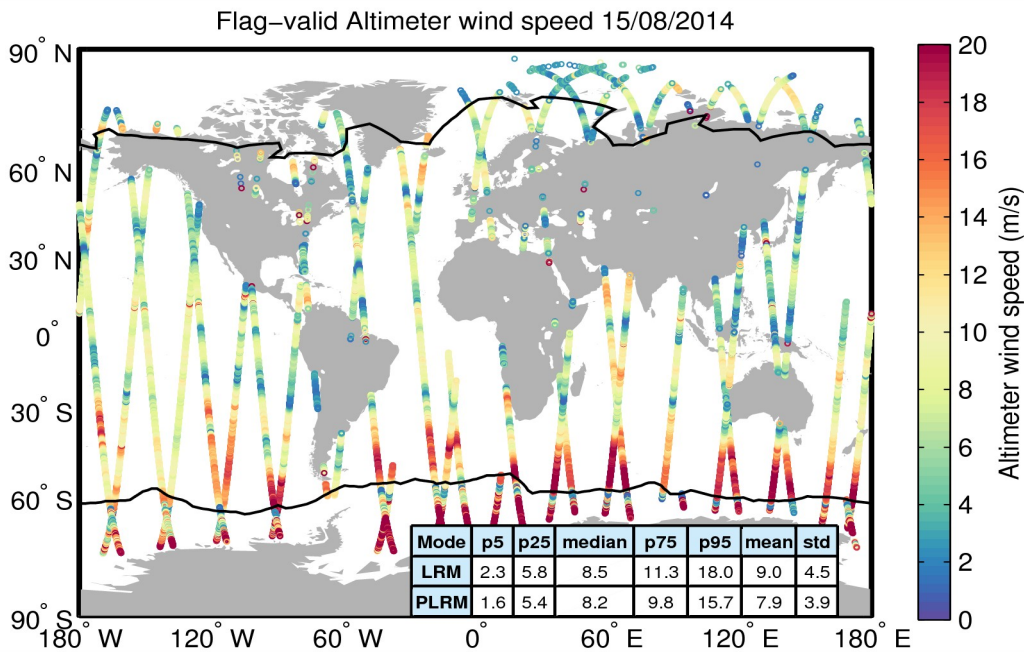 Flag−valid Altimeter wind speed 15/08/2014
90° N
60° N
30° N
0°
30° S
60° S
90° S
180° W
120° W
60° W
0°
60° E
120° E
180° E
Mode p5 p25 median p75 p95 mean std
LRM 2.3 5.8 8.5 11.3 18.0 9.0 4.5
PLRM 1.6 5.4 8.2 9.8 15.7 7.9 3.9
20
18
16
14
12
10
8
6
4
2
0
Altimeter wind speed (m/s)